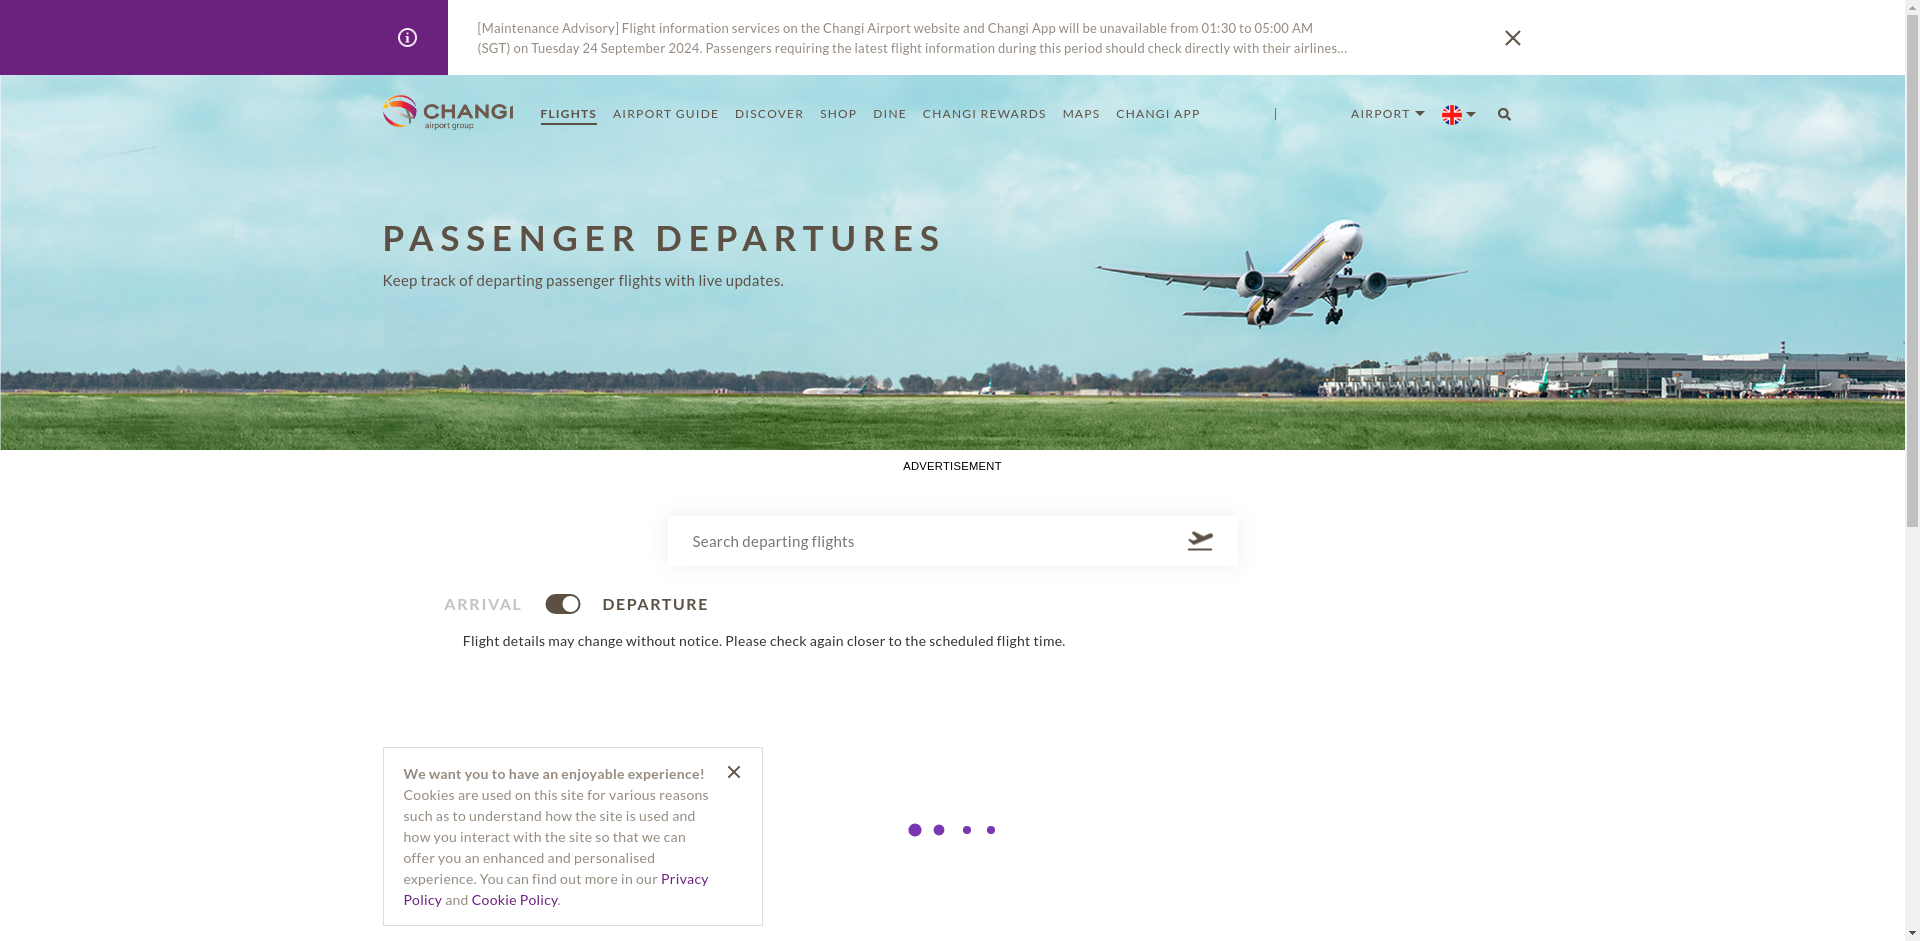 [Maintenance Advisory] Flight information services on the Changi Airport website and Changi App will be unavailable from 01:30 to 05:00 AM
(SGT) on Tuesday 24 September 2024. Passengers requiring the latest flight information during this period should check directly with their airlines...
CHANGI
airport group
FLIGHTS AIRPORT GUIDE DISCOVER SHOP DINE CHANGI REWARDS MAPS CHANGI APP | AIRPORT
PASSENGER DEPARTURES
Keep track of departing passenger flights with live updates.
ADVERTISEMENT
Search departing flights
ARRIVAL DEPARTURE
Flight details may change without notice. Please check again closer to the scheduled flight time.
We want you to have an enjoyable experience!
Cookies are used on this site for various reasons
such as to understand how the site is used and
how you interact with the site so that we can
offer you an enhanced and personalised
experience. You can find out more in our Privacy
Policy and Cookie Policy.